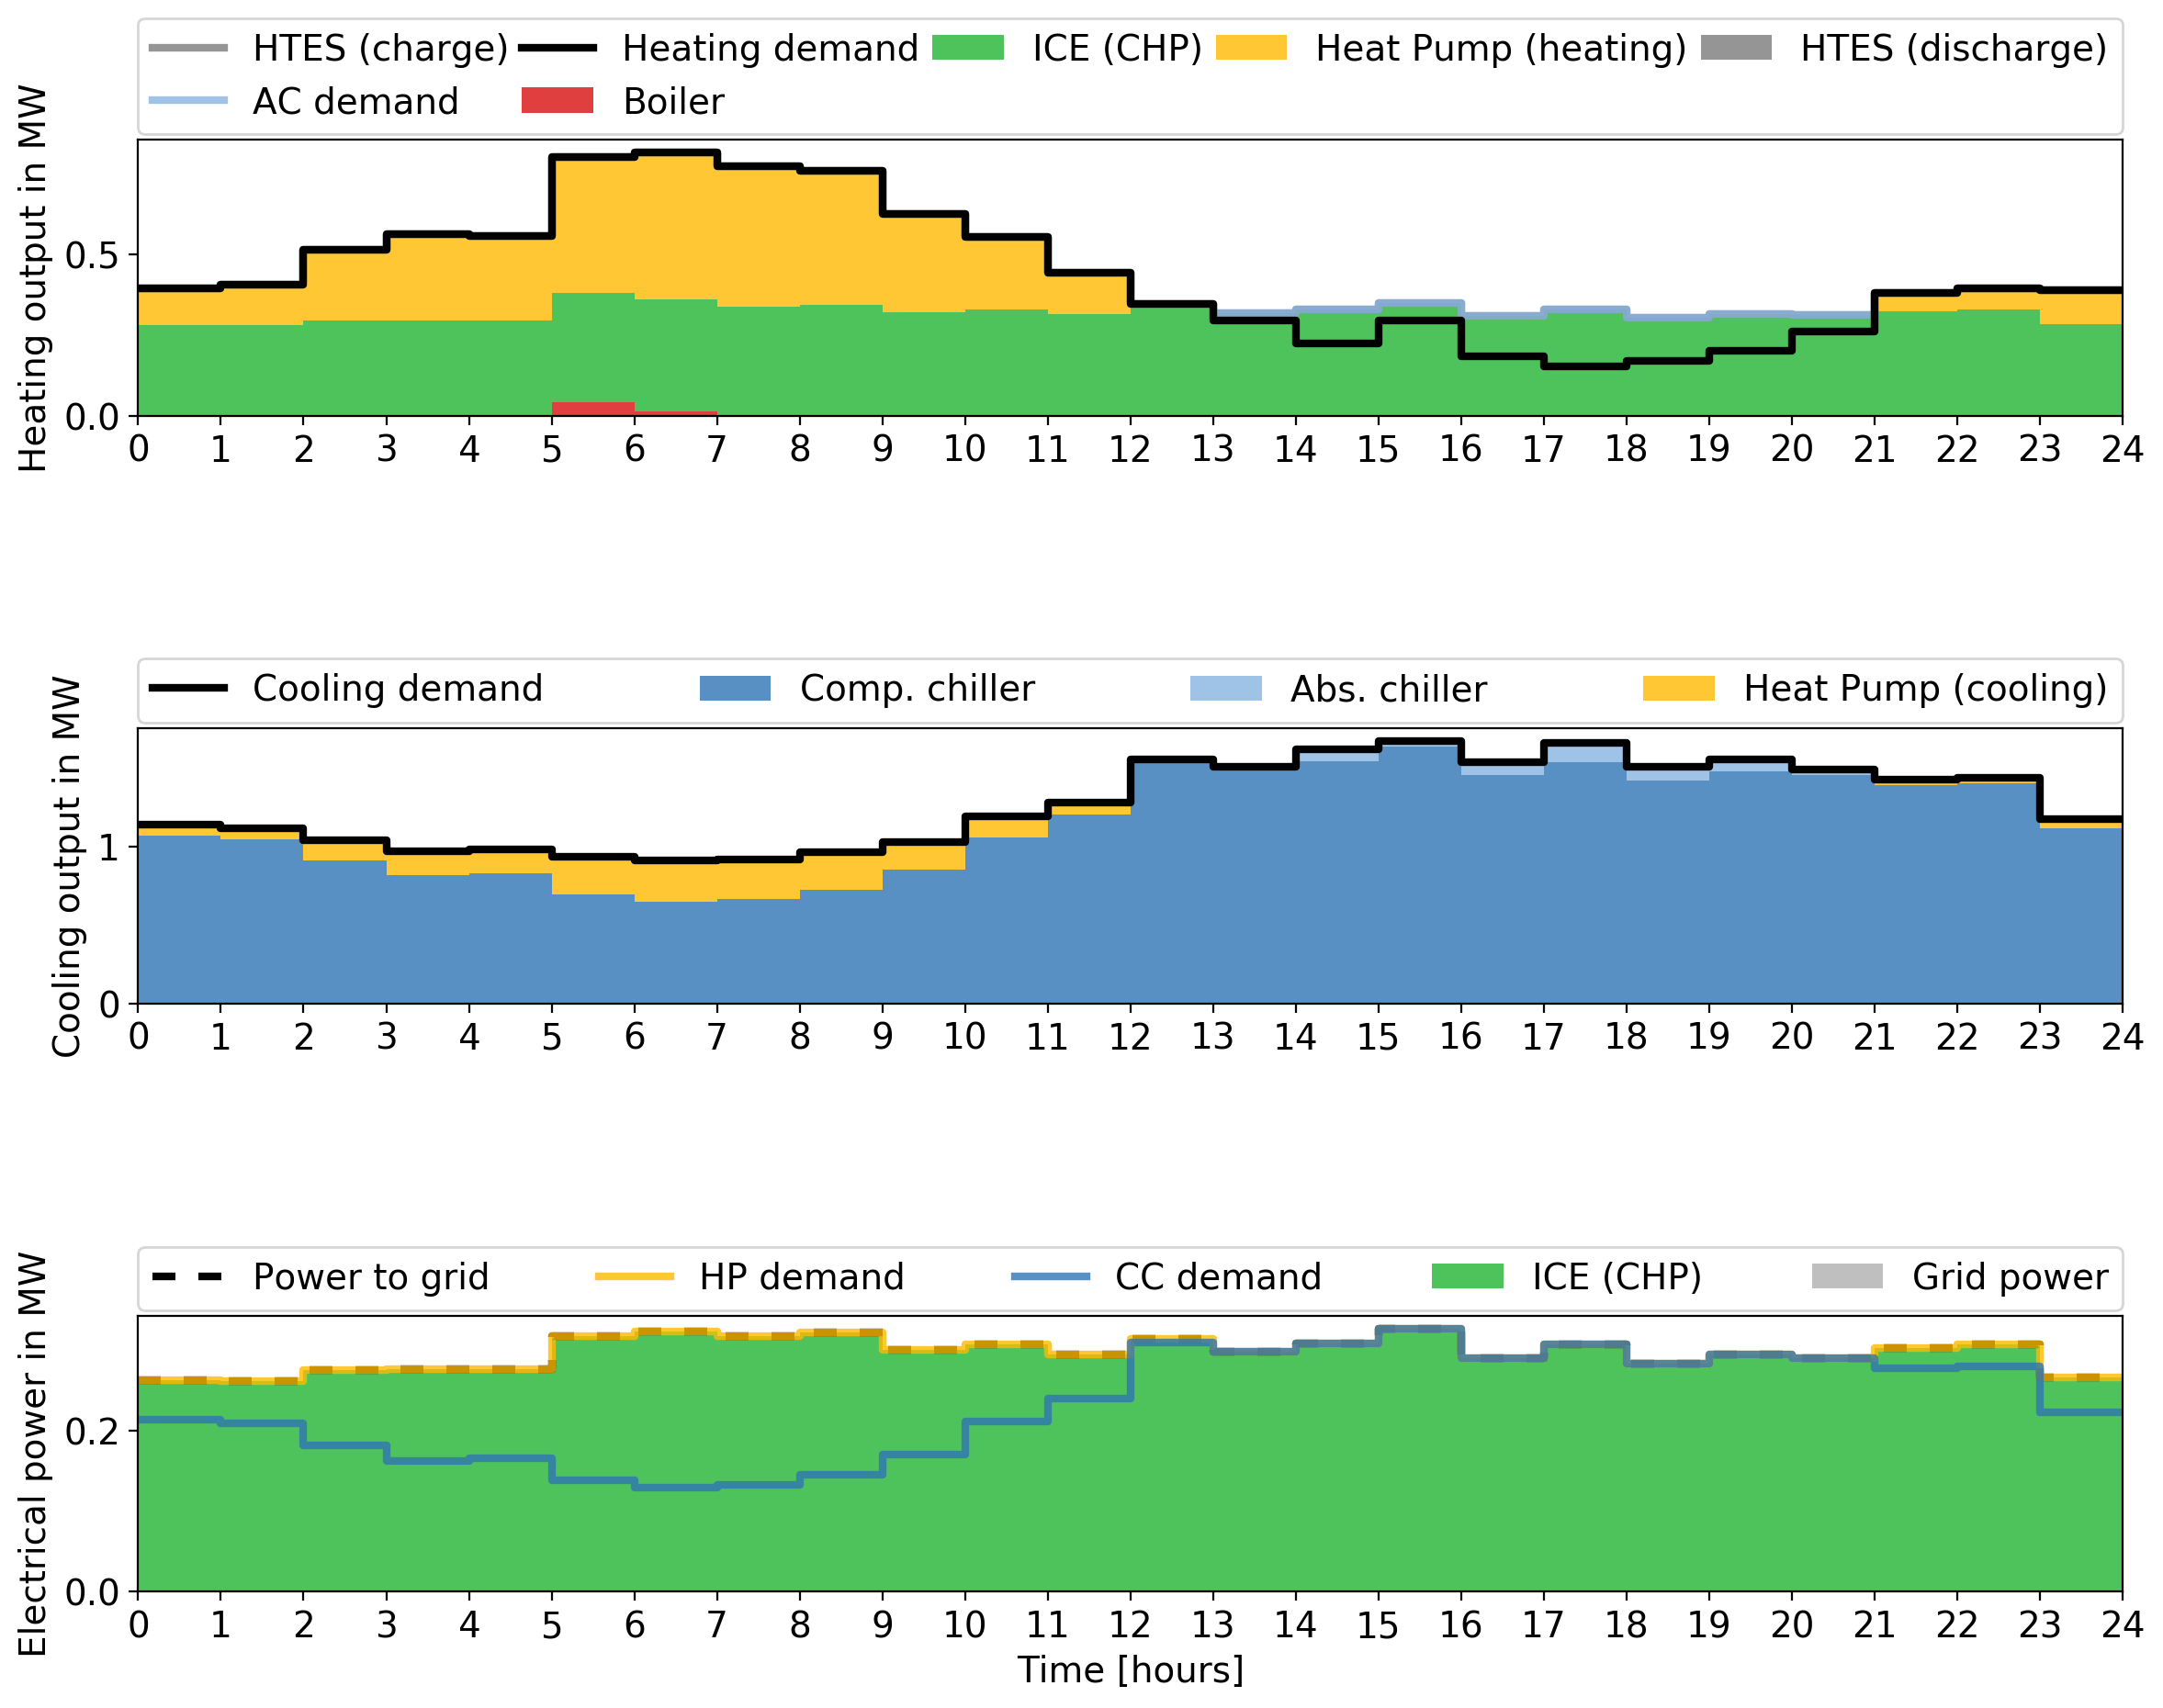 HTES (charge) Heating demand ICE (CHP) Heat Pump (heating) HTES (discharge)
AC demand Boiler
Heating output in MW
0.5
0.0
0 1 2 3 4 5 6 7 8 9 10 11 12 13 14 15 16 17 18 19 20 21 22 23 24
Cooling demand Comp. chiller Abs. chiller Heat Pump (cooling)
Cooling output in MW
1
0
0 1 2 3 4 5 6 7 8 9 10 11 12 13 14 15 16 17 18 19 20 21 22 23 24
Power to grid HP demand CC demand ICE (CHP) Grid power
Electrical power in MW
0.2
0.0
0 1 2 3 4 5 6 7 8 9 10 11 12 13 14 15 16 17 18 19 20 21 22 23 24
Time [hours]